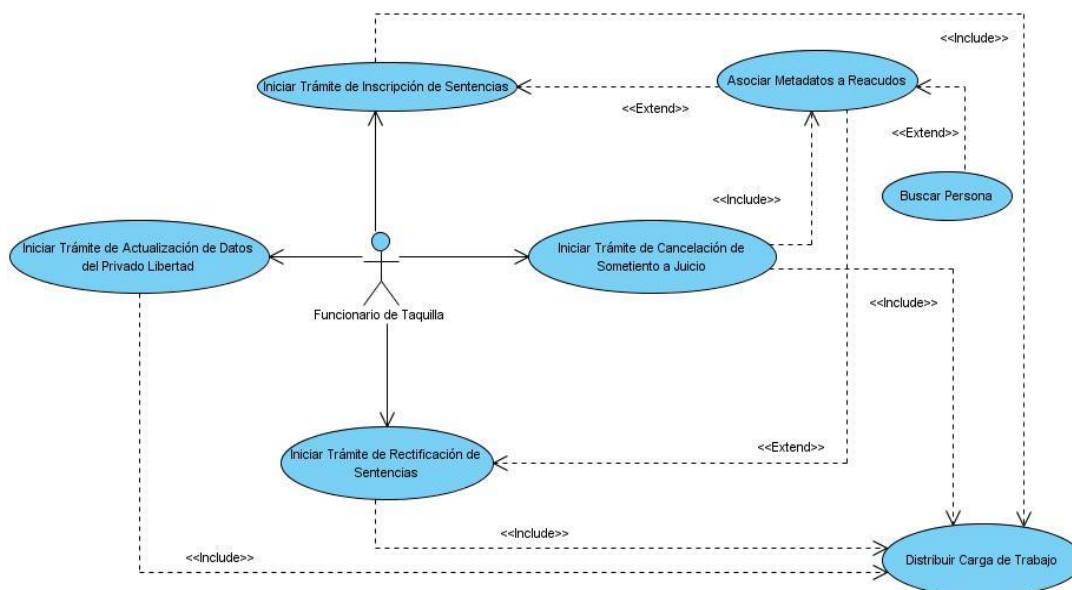 <<Include>>
Iniciar Trámite de Inscripción de Sentencias
Asociar Metadatos a Reacudos
<<Extend>>
<<Extend>>
Buscar Persona
<<Include>>
Iniciar Trámite de Actualización de Datos
del Privado Libertad
Iniciar Trámite de Cancelación de
Sometiento a Juicio
<<Include>>
Funcionario de Taquilla
<<Extend>>
Iniciar Trámite de Rectificación de
Sentencias
<<Include>>
<<Include>>
Distribuir Carga de Trabajo